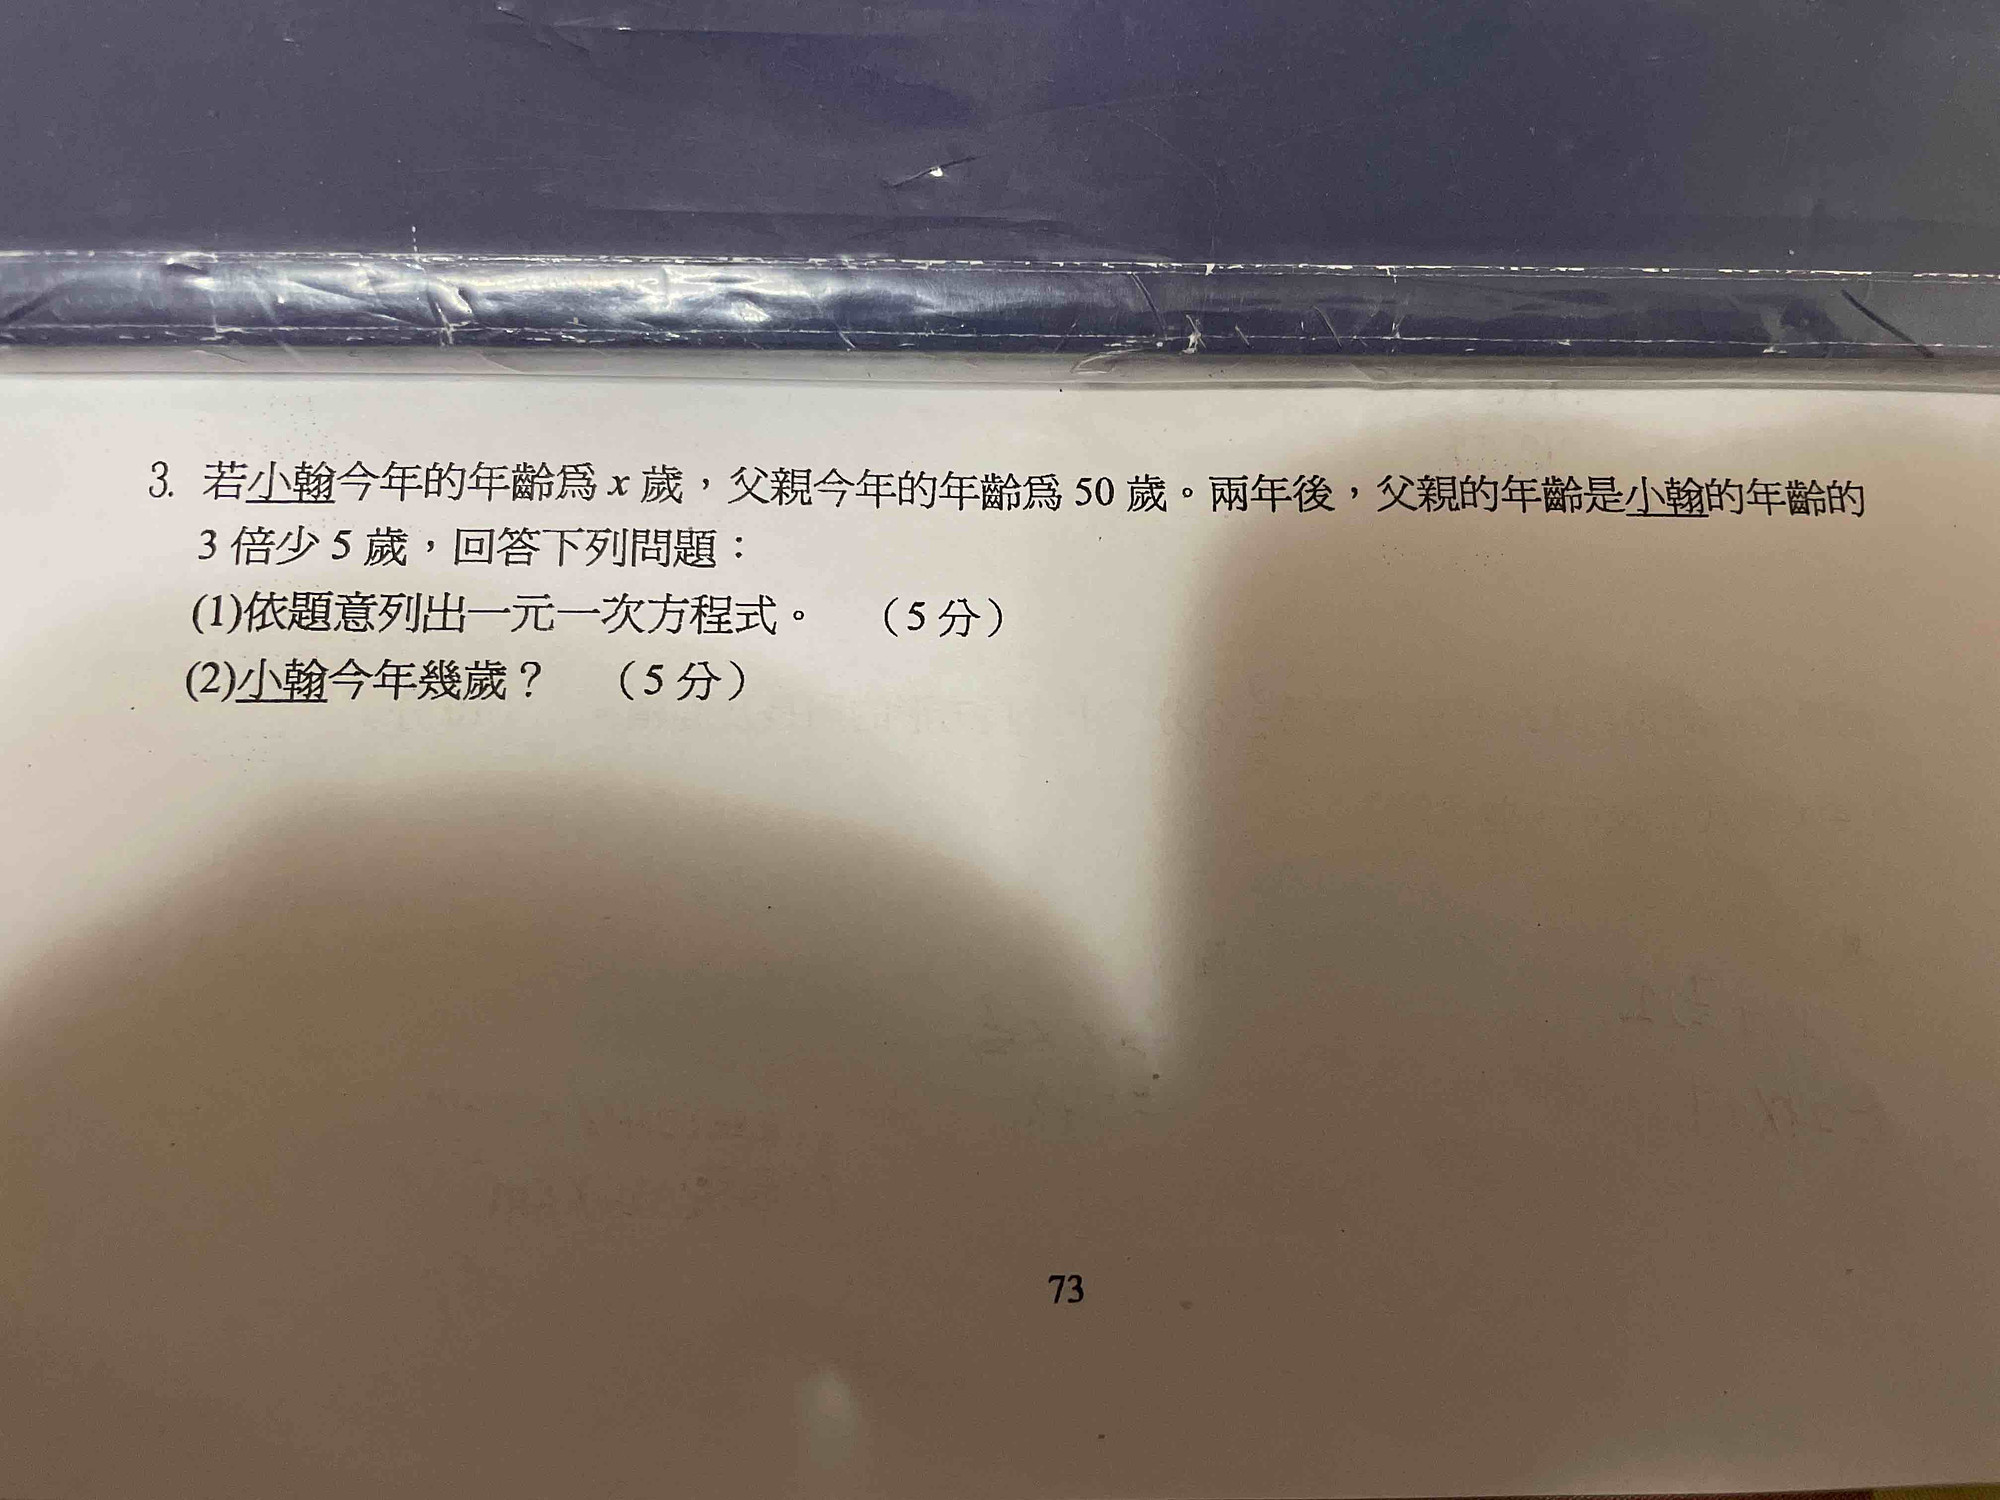 3. 若小翰今年的年齡爲 x 歲，父親今年的年齡爲 50 歲。兩年後，父親的年齡是小翰的年齡的
3 倍少 5 歲，回答下列問題：
(1)依題意列出一元一次方程式。 （5 分）
(2)小翰今年幾歲？ （5 分）
73